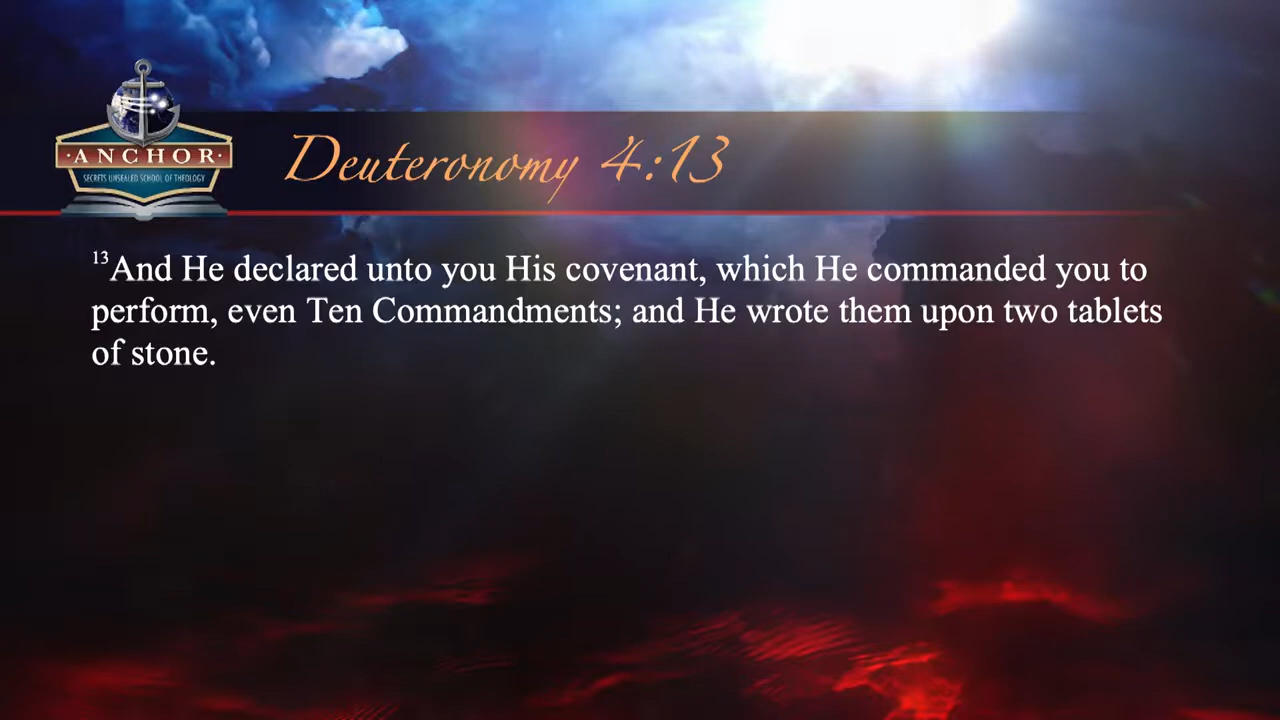 ·ANCHOR·
SECRETS UNSEALED SCHOOL OF THEOLOGY
Deuteronomy 4:13
13And He declared unto you His covenant, which He commanded you to
perform, even Ten Commandments; and He wrote them upon two tablets
of stone.